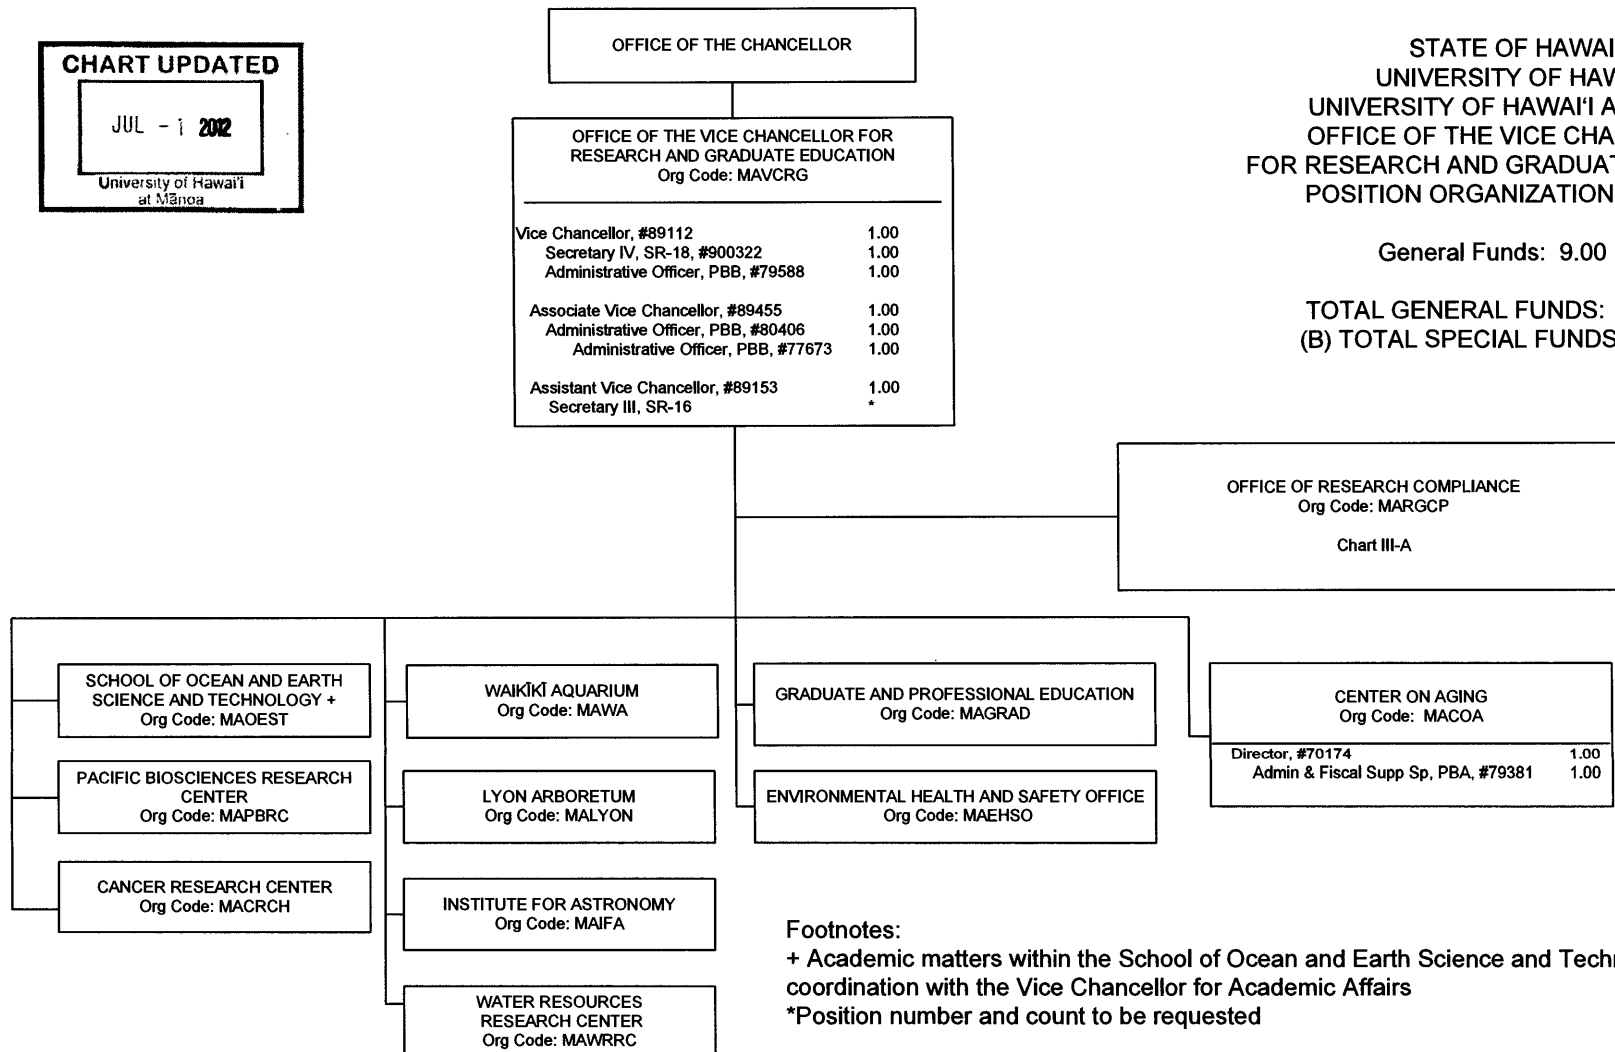 CHART UPDATED
JUL - 1 2012
University of Hawai'i
at Mānoa
OFFICE OF THE CHANCELLOR
OFFICE OF THE VICE CHANCELLOR FOR
RESEARCH AND GRADUATE EDUCATION
Org Code: MAVCRG
Vice Chancellor, #89112 1.00
Secretary IV, SR-18, #900322 1.00
Administrative Officer, PBB, #79588 1.00
Associate Vice Chancellor, #89455 1.00
Administrative Officer, PBB, #80406 1.00
Administrative Officer, PBB, #77673 1.00
Assistant Vice Chancellor, #89153 1.00
Secretary III, SR-16 *
STATE OF HAWAI
UNIVERSITY OF HAW
UNIVERSITY OF HAWAI'I A
OFFICE OF THE VICE CHA
FOR RESEARCH AND GRADUAT
POSITION ORGANIZATION
General Funds: 9.00
TOTAL GENERAL FUNDS:
(B) TOTAL SPECIAL FUNDS
OFFICE OF RESEARCH COMPLIANCE
Org Code: MARGCP
Chart III-A
SCHOOL OF OCEAN AND EARTH
SCIENCE AND TECHNOLOGY +
Org Code: MAOEST
PACIFIC BIOSCIENCES RESEARCH
CENTER
Org Code: MAPBRC
CANCER RESEARCH CENTER
Org Code: MACRCH
WAIKĪKĪ AQUARIUM
Org Code: MAWA
LYON ARBORETUM
Org Code: MALYON
INSTITUTE FOR ASTRONOMY
Org Code: MAIFA
WATER RESOURCES
RESEARCH CENTER
Org Code: MAWRRC
GRADUATE AND PROFESSIONAL EDUCATION
Org Code: MAGRAD
ENVIRONMENTAL HEALTH AND SAFETY OFFICE
Org Code: MAEHSO
CENTER ON AGING
Org Code: MACOA
Director, #70174 1.00
Admin & Fiscal Supp Sp, PBA, #79381 1.00
Footnotes:
+ Academic matters within the School of Ocean and Earth Science and Techn
coordination with the Vice Chancellor for Academic Affairs
*Position number and count to be requested